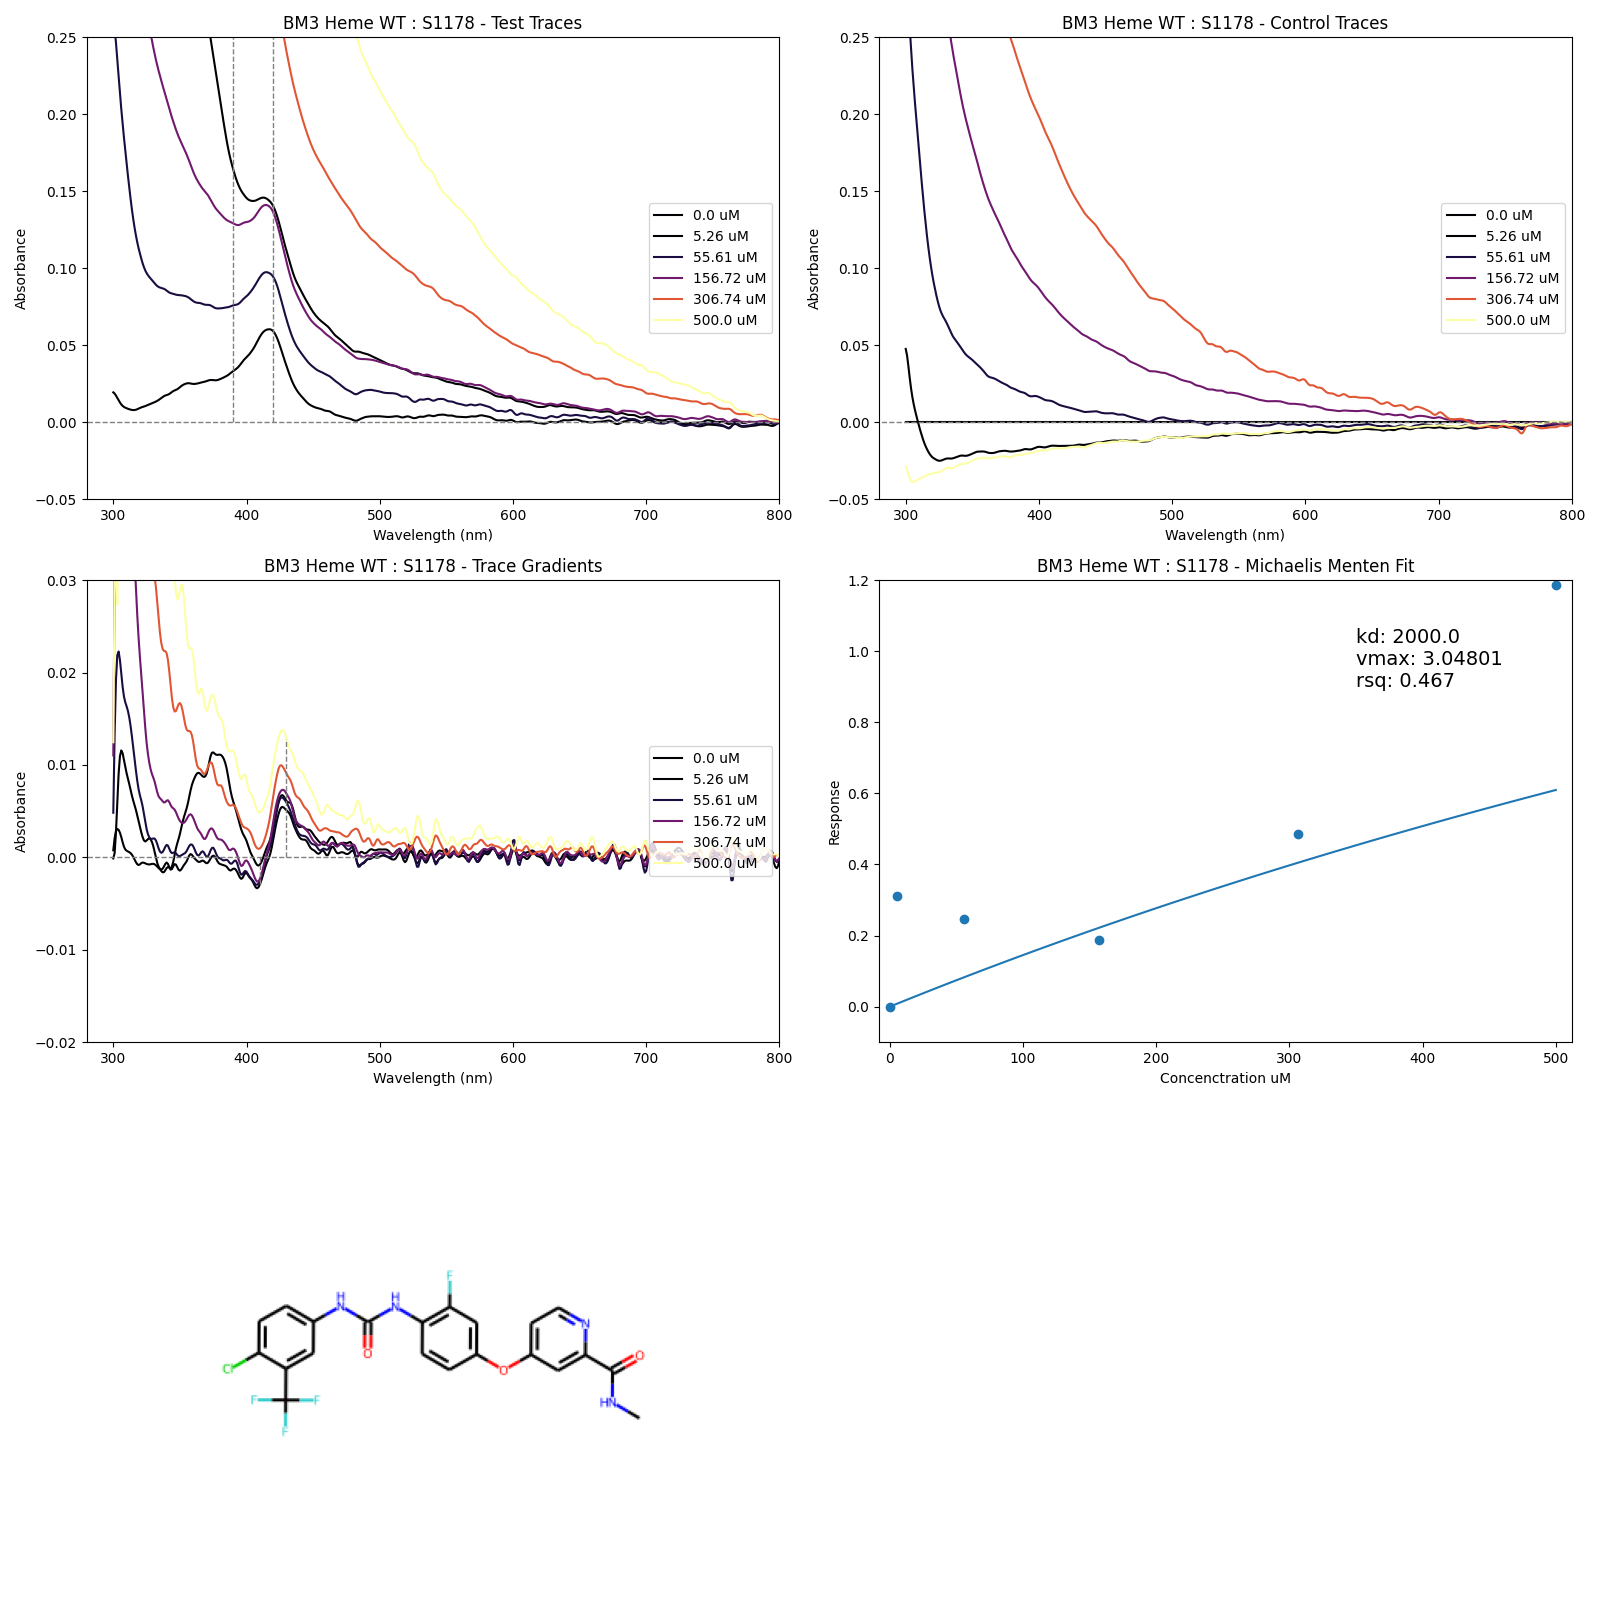 BM3 Heme WT : S1178 - Test Traces
0.25
0.20
0.15
0.10
0.05
0.00
−0.05
Absorbance
300 400 500 600 700 800
Wavelength (nm)
0.0 uM
5.26 uM
55.61 uM
156.72 uM
306.74 uM
500.0 uM
BM3 Heme WT : S1178 - Control Traces
0.25
0.20
0.15
0.10
0.05
0.00
−0.05
Absorbance
300 400 500 600 700 800
Wavelength (nm)
0.0 uM
5.26 uM
55.61 uM
156.72 uM
306.74 uM
500.0 uM
BM3 Heme WT : S1178 - Trace Gradients
0.03
0.02
0.01
0.00
−0.01
−0.02
Absorbance
300 400 500 600 700 800
Wavelength (nm)
0.0 uM
5.26 uM
55.61 uM
156.72 uM
306.74 uM
500.0 uM
BM3 Heme WT : S1178 - Michaelis Menten Fit
1.2
1.0
0.8
0.6
0.4
0.2
0.0
Response
0 100 200 300 400 500
Concenctration uM
kd: 2000.0
vmax: 3.04801
rsq: 0.467
F
H
N
H
N
N
O
O
O
Cl
F
F
F
HN